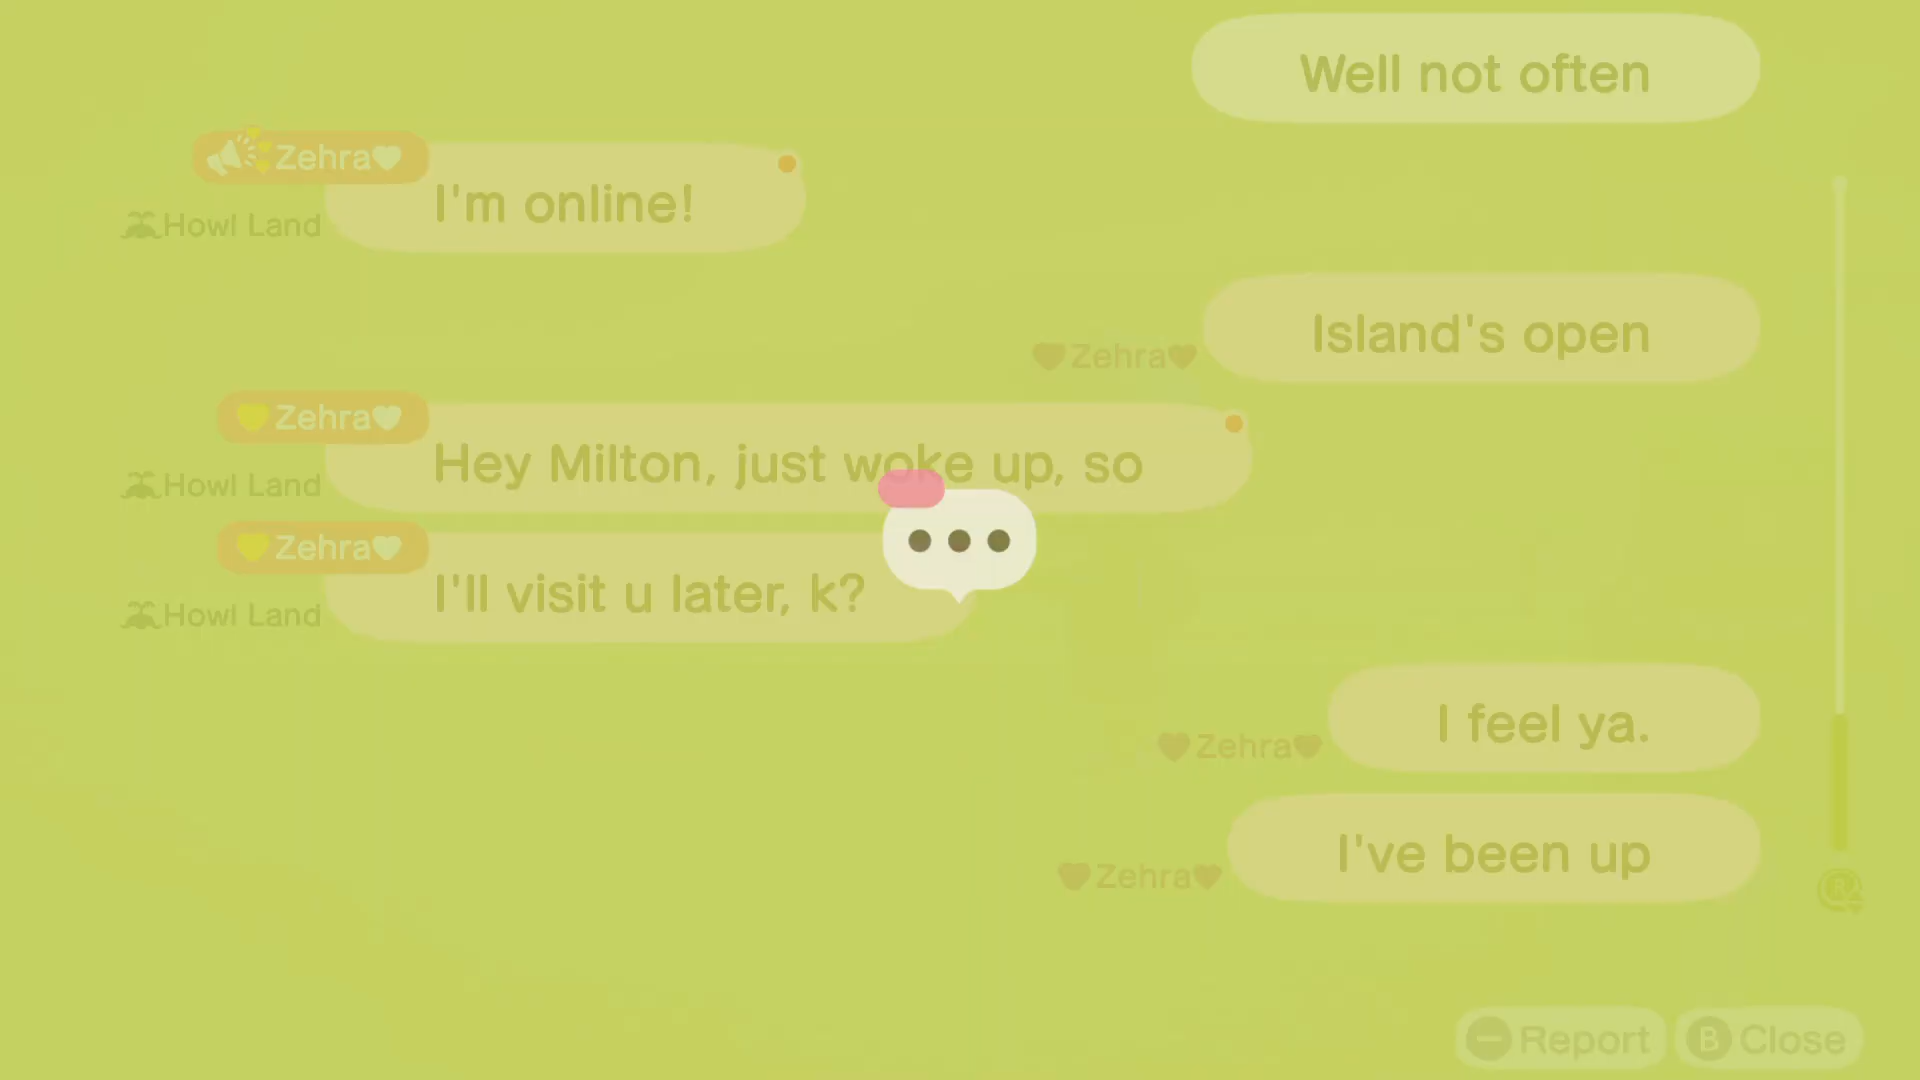 Well not often
Zehra♥
I'm online!
Howl Land
Island's open
♥Zehra♥
♥Zehra♥
Hey Milton, just woke up, so
Howl Land
♥Zehra♥
I'll visit u later, k?
Howl Land
I feel ya.
♥Zehra♥
I've been up
♥Zehra♥
R
Report
B Close